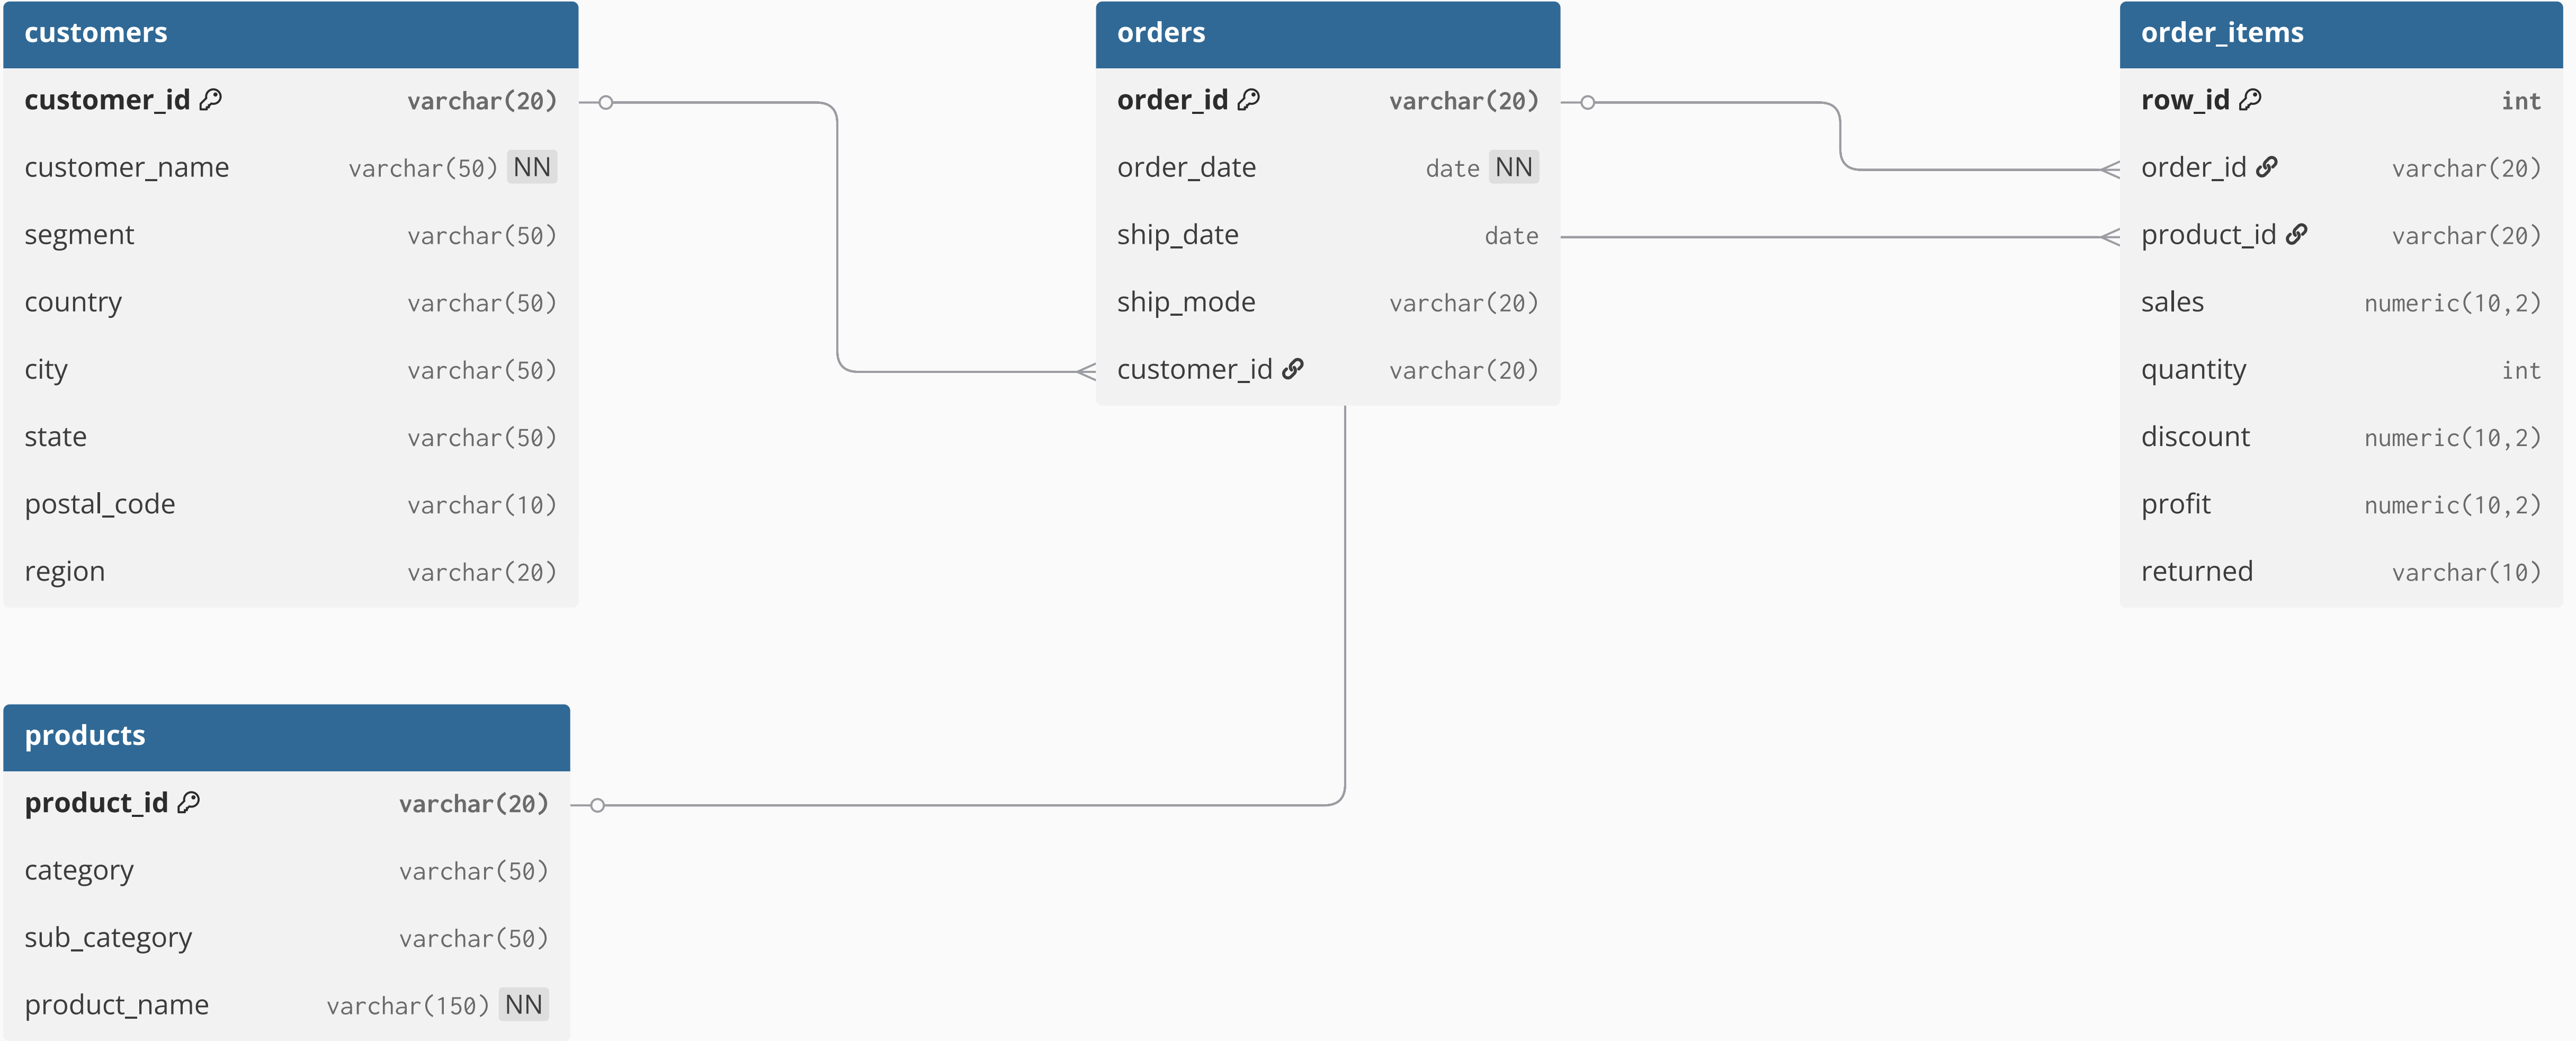 customers
customer_id varchar(20)
customer_name varchar(50) NN
segment varchar(50)
country varchar(50)
city varchar(50)
state varchar(50)
postal_code varchar(10)
region varchar(20)
orders
order_id varchar(20)
order_date date NN
ship_date date
ship_mode varchar(20)
customer_id varchar(20)
order_items
row_id int
order_id varchar(20)
product_id varchar(20)
sales numeric(10,2)
quantity int
discount numeric(10,2)
profit numeric(10,2)
returned varchar(10)
products
product_id varchar(20)
category varchar(50)
sub_category varchar(50)
product_name varchar(150) NN